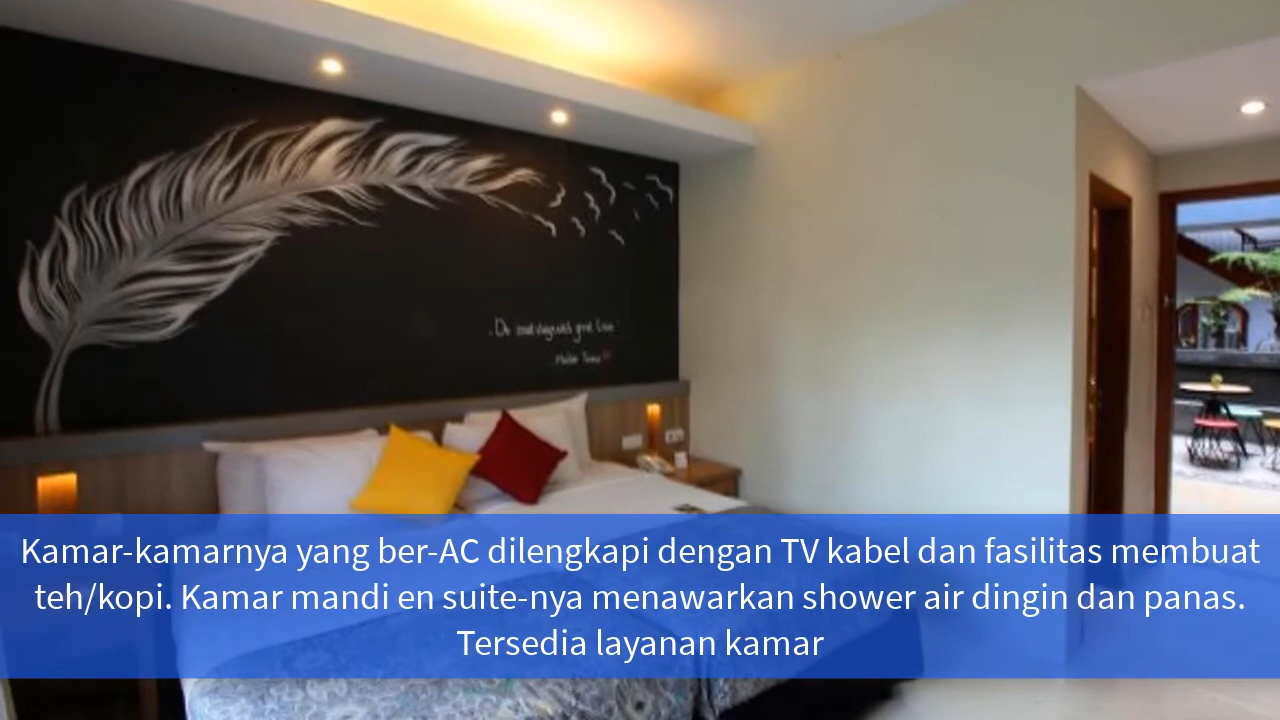 Kamar-kamarnya yang ber-AC dilengkapi dengan TV kabel dan fasilitas membuat
teh/kopi. Kamar mandi en suite-nya menawarkan shower air dingin dan panas.
Tersedia layanan kamar